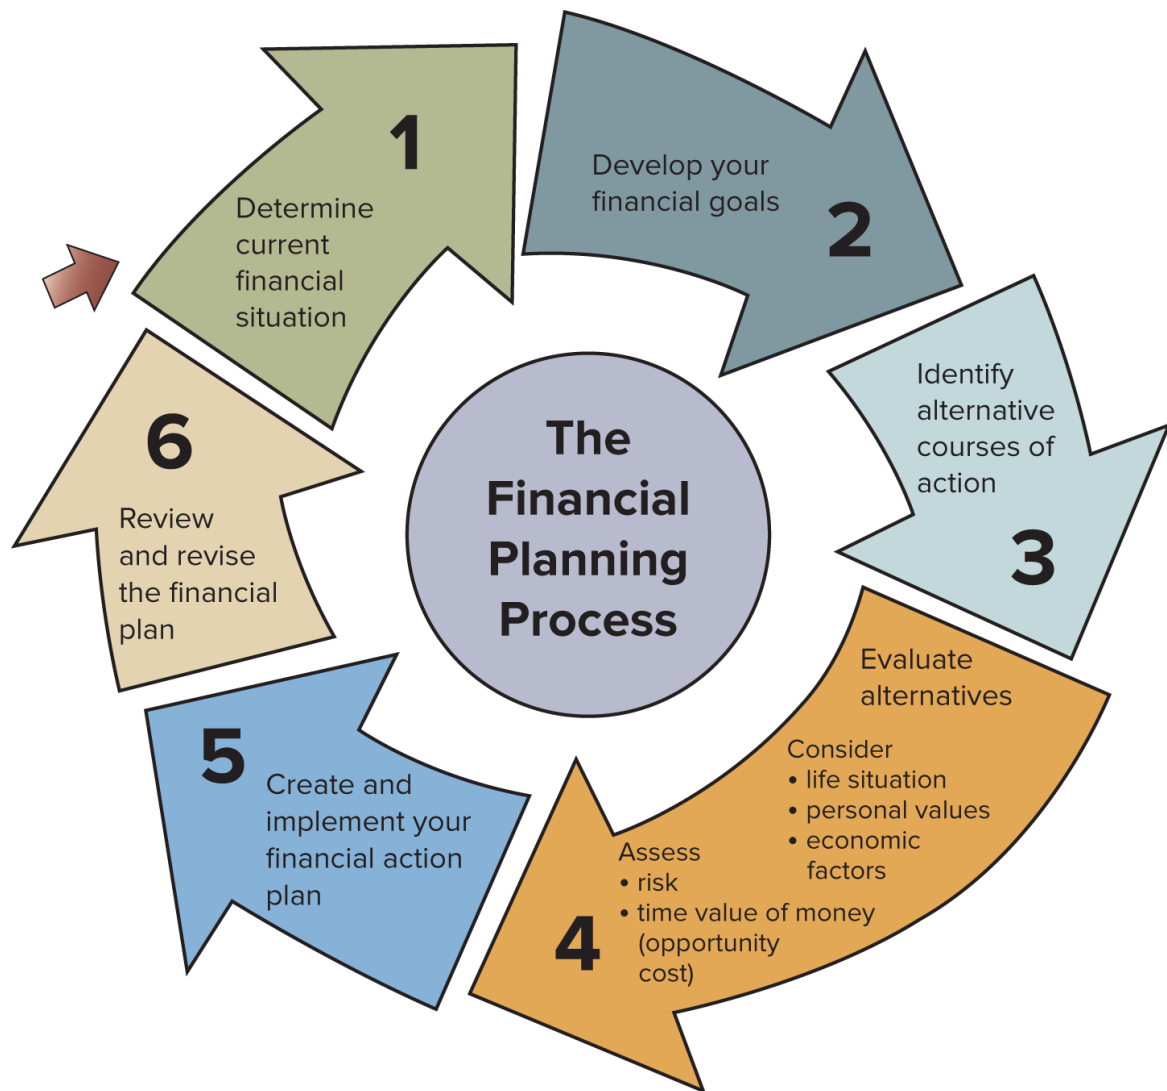 The
Financial
Planning
Process
1
Determine
current
financial
situation
Develop your
financial goals
2
Identify
alternative
courses of
action
3
Evaluate
alternatives
Consider
• life situation
• personal values
• economic
factors
Assess
• risk
• time value of money
(opportunity
cost)
4
5
Create and
implement your
financial action
plan
6
Review
and revise
the financial
plan